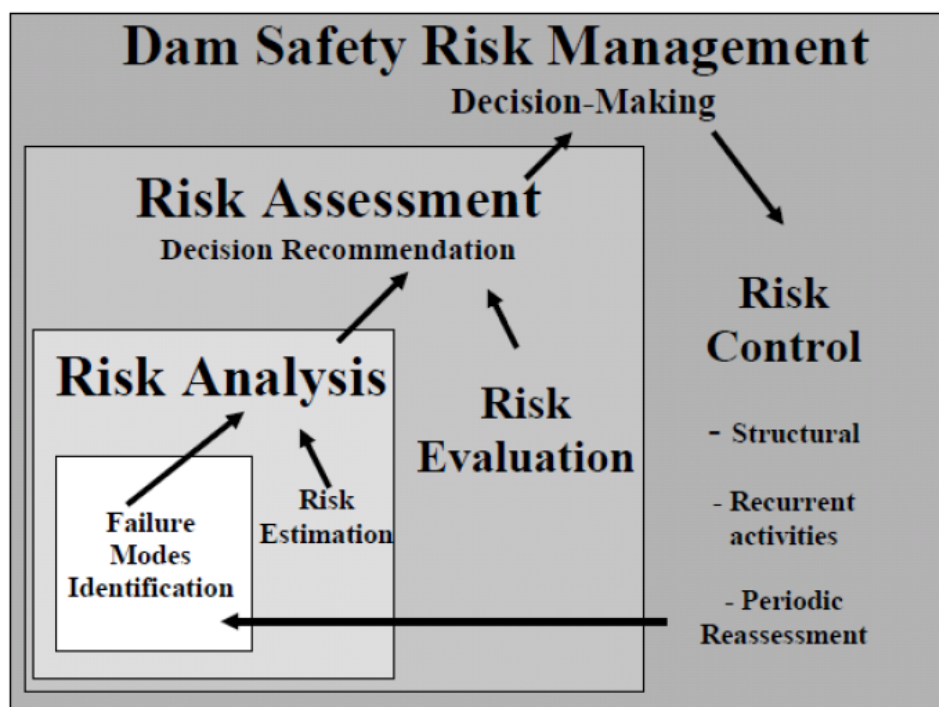 Dam Safety Risk Management
Decision-Making
Risk Assessment
Decision Recommendation
Risk Analysis
Failure
Modes
Identification
Risk
Estimation
Risk
Evaluation
Risk
Control
- Structural
- Recurrent
activities
- Periodic
Reassessment